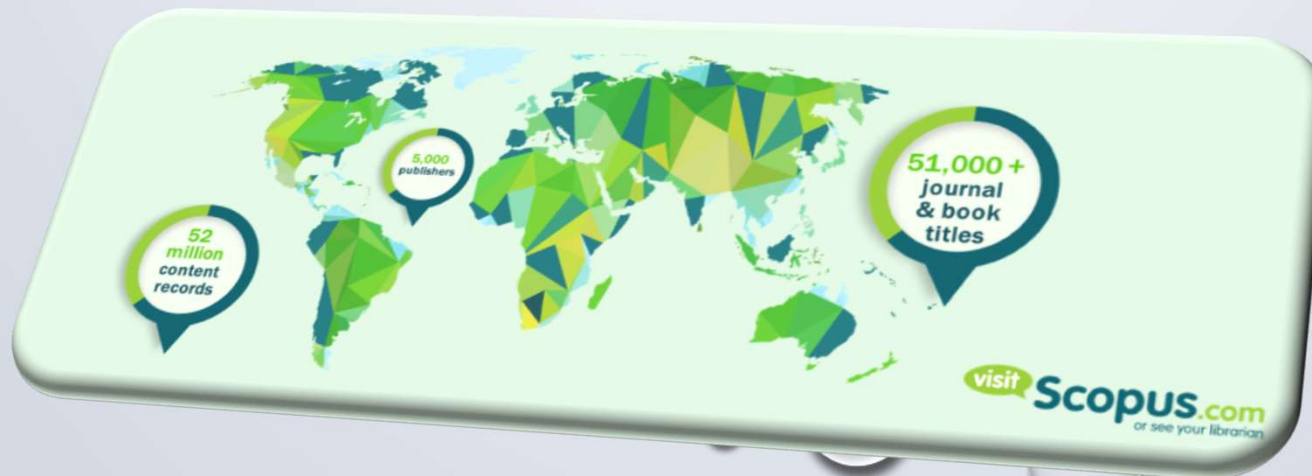 52
million
content
records
5,000
publishers
51,000 +
journal
& book
titles
visit Scopus.com
or see your librarian